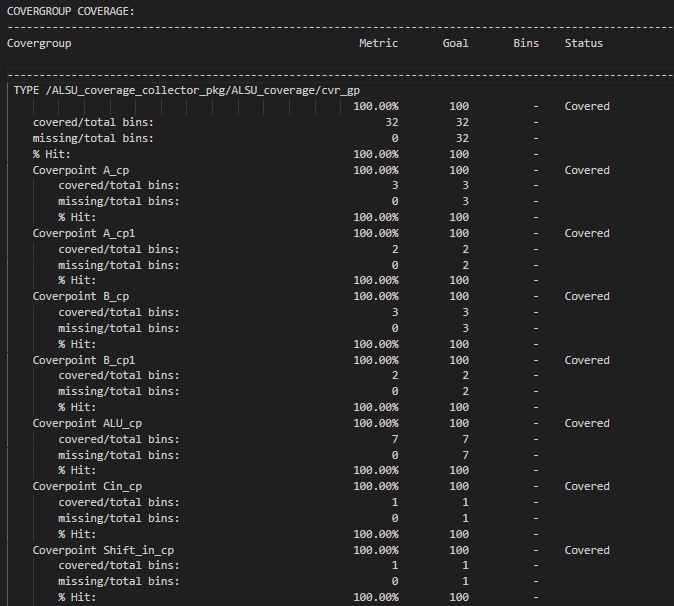 COVERGROUP COVERAGE:
----------------------------------------------------------------------------------------------------
Covergroup                                             Metric       Goal       Bins    Status
----------------------------------------------------------------------------------------------------
TYPE /ALSU_coverage_collector_pkg/ALSU_coverage/cvr_gp
                                                      100.00%        100          -    Covered
    covered/total bins:                                    32         32          -
    missing/total bins:                                     0         32          -
    % Hit:                                            100.00%        100          -
    Coverpoint A_cp                                   100.00%        100          -    Covered
        covered/total bins:                                 3          3          -
        missing/total bins:                                 0          3          -
        % Hit:                                        100.00%        100          -
    Coverpoint A_cp1                                  100.00%        100          -    Covered
        covered/total bins:                                 2          2          -
        missing/total bins:                                 0          2          -
        % Hit:                                        100.00%        100          -
    Coverpoint B_cp                                   100.00%        100          -    Covered
        covered/total bins:                                 3          3          -
        missing/total bins:                                 0          3          -
        % Hit:                                        100.00%        100          -
    Coverpoint B_cp1                                  100.00%        100          -    Covered
        covered/total bins:                                 2          2          -
        missing/total bins:                                 0          2          -
        % Hit:                                        100.00%        100          -
    Coverpoint ALU_cp                                 100.00%        100          -    Covered
        covered/total bins:                                 7          7          -
        missing/total bins:                                 0          7          -
        % Hit:                                        100.00%        100          -
    Coverpoint Cin_cp                                 100.00%        100          -    Covered
        covered/total bins:                                 1          1          -
        missing/total bins:                                 0          1          -
        % Hit:                                        100.00%        100          -
    Coverpoint Shift_in_cp                            100.00%        100          -    Covered
        covered/total bins:                                 1          1          -
        missing/total bins:                                 0          1          -
        % Hit:                                        100.00%        100          -